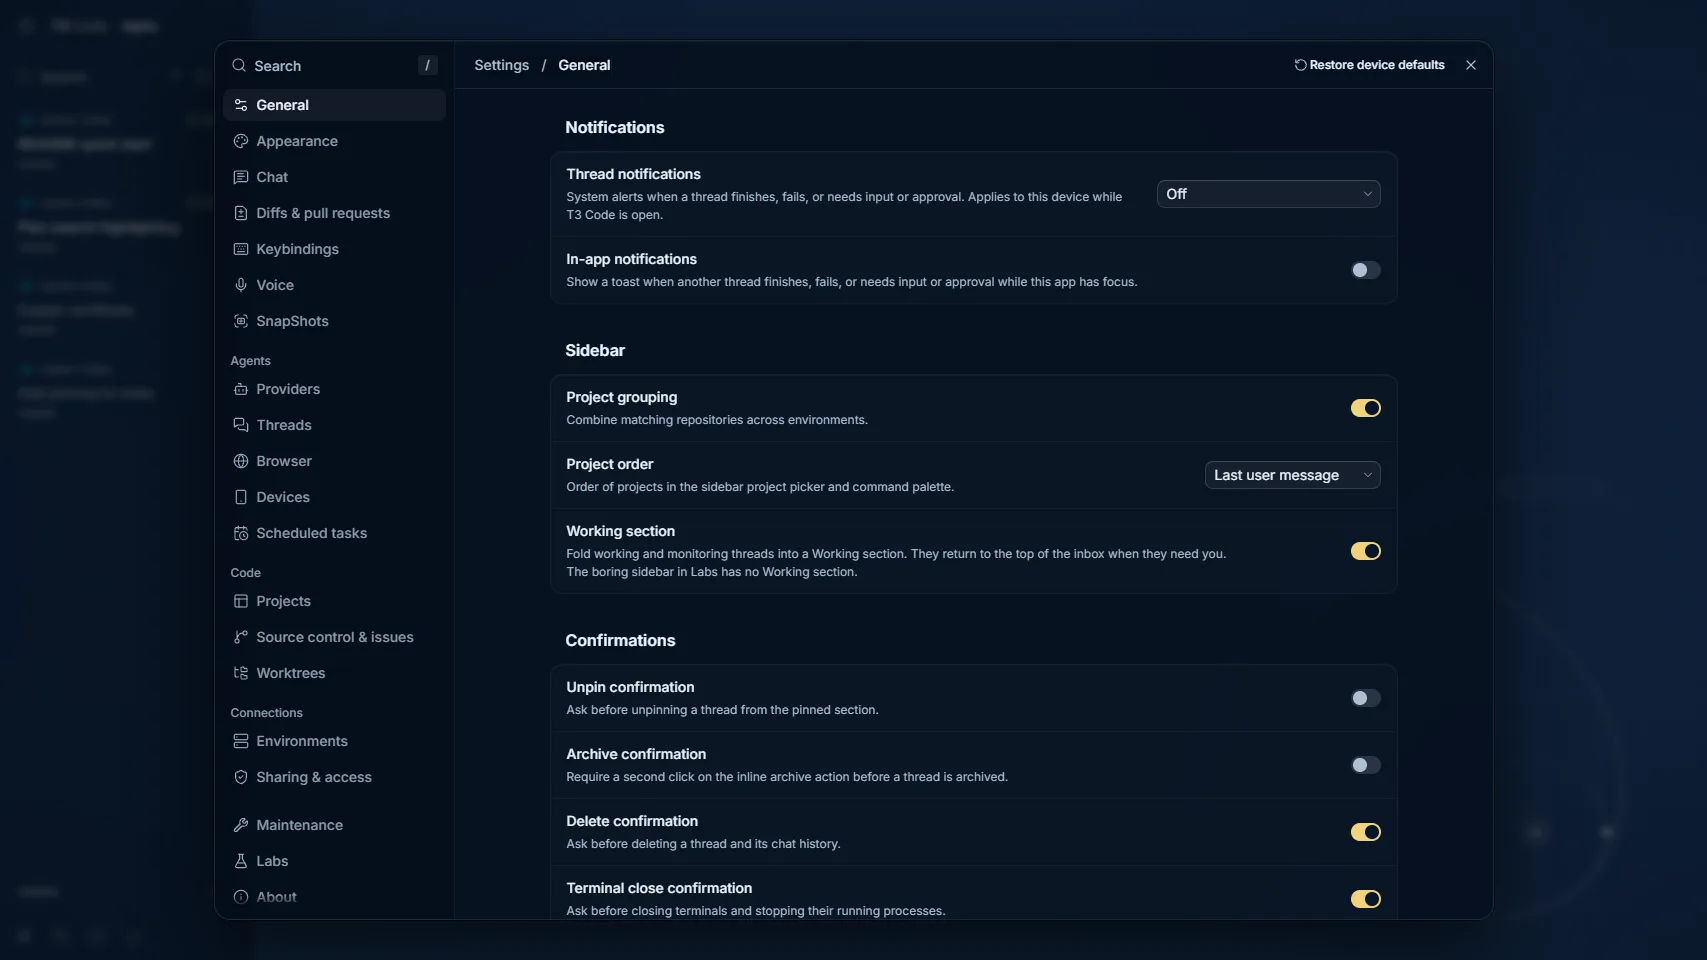 Search
/
General
Appearance
Chat
Diffs & pull requests
Keybindings
Voice
SnapShots
Agents
Providers
Threads
Browser
Devices
Scheduled tasks
Code
Projects
Source control & issues
Worktrees
Connections
Environments
Sharing & access
Maintenance
Labs
About
Settings / General
Restore device defaults
Notifications
Thread notifications
System alerts when a thread finishes, fails, or needs input or approval. Applies to this device while
T3 Code is open.
Off
In-app notifications
Show a toast when another thread finishes, fails, or needs input or approval while this app has focus.
Sidebar
Project grouping
Combine matching repositories across environments.
Project order
Order of projects in the sidebar project picker and command palette.
Last user message
Working section
Fold working and monitoring threads into a Working section. They return to the top of the inbox when they need you.
The boring sidebar in Labs has no Working section.
Confirmations
Unpin confirmation
Ask before unpinning a thread from the pinned section.
Archive confirmation
Require a second click on the inline archive action before a thread is archived.
Delete confirmation
Ask before deleting a thread and its chat history.
Terminal close confirmation
Ask before closing terminals and stopping their running processes.